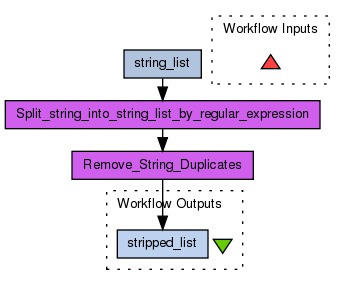 Workflow Inputs
string_list
Split_string_into_string_list_by_regular_expression
Remove_String_Duplicates
Workflow Outputs
stripped_list